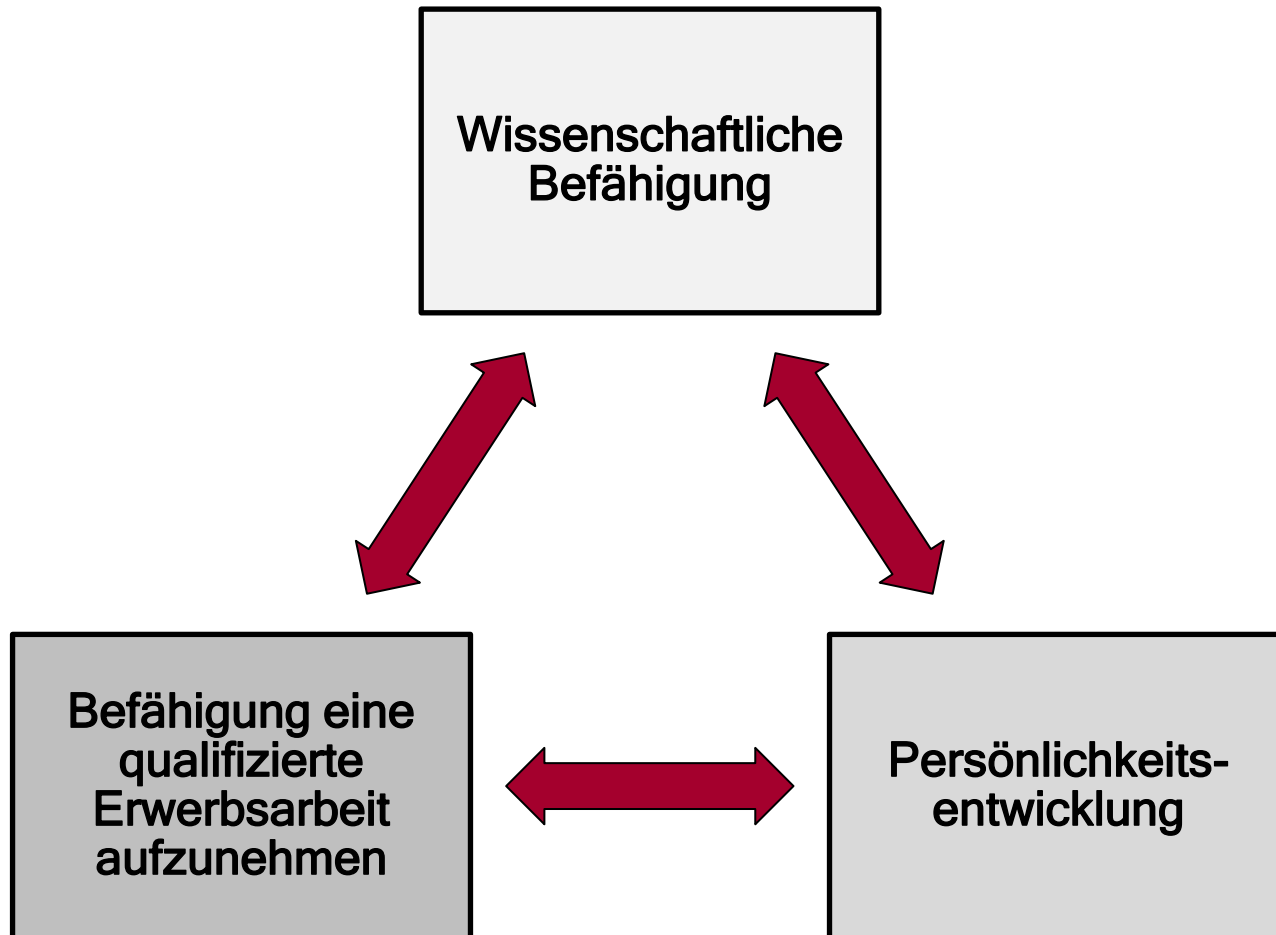 Wissenschaftliche
Befähigung
Befähigung eine
qualifizierte
Erwerbsarbeit
aufzunehmen
Persönlichkeits-
entwicklung